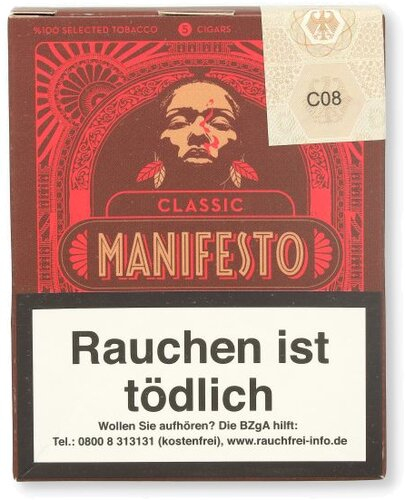 %100 SELECTED TOBACCO 5 CIGARS
C08
CLASSIC
MANIFESTO
Rauchen ist
tödlich
Wollen Sie aufhören? Die BZgA hilft:
Tel.: 0800 8 313131 (kostenfrei), www.rauchfrei-info.de